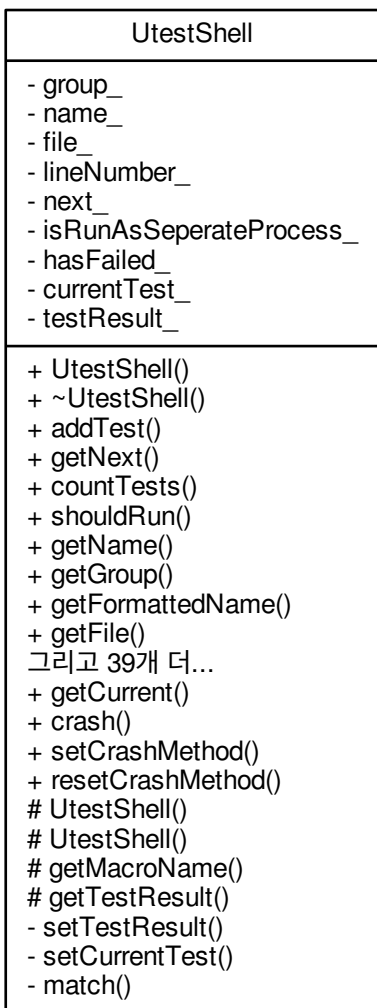 UtestShell
- group_
- name_
- file_
- lineNumber_
- next_
- isRunAsSeperateProcess_
- hasFailed_
- currentTest_
- testResult_
+ UtestShell()
+ ~UtestShell()
+ addTest()
+ getNext()
+ countTests()
+ shouldRun()
+ getName()
+ getGroup()
+ getFormattedName()
+ getFile()
그리고 39개 더...
+ getCurrent()
+ crash()
+ setCrashMethod()
+ resetCrashMethod()
# UtestShell()
# UtestShell()
# getMacroName()
# getTestResult()
- setTestResult()
- setCurrentTest()
- match()